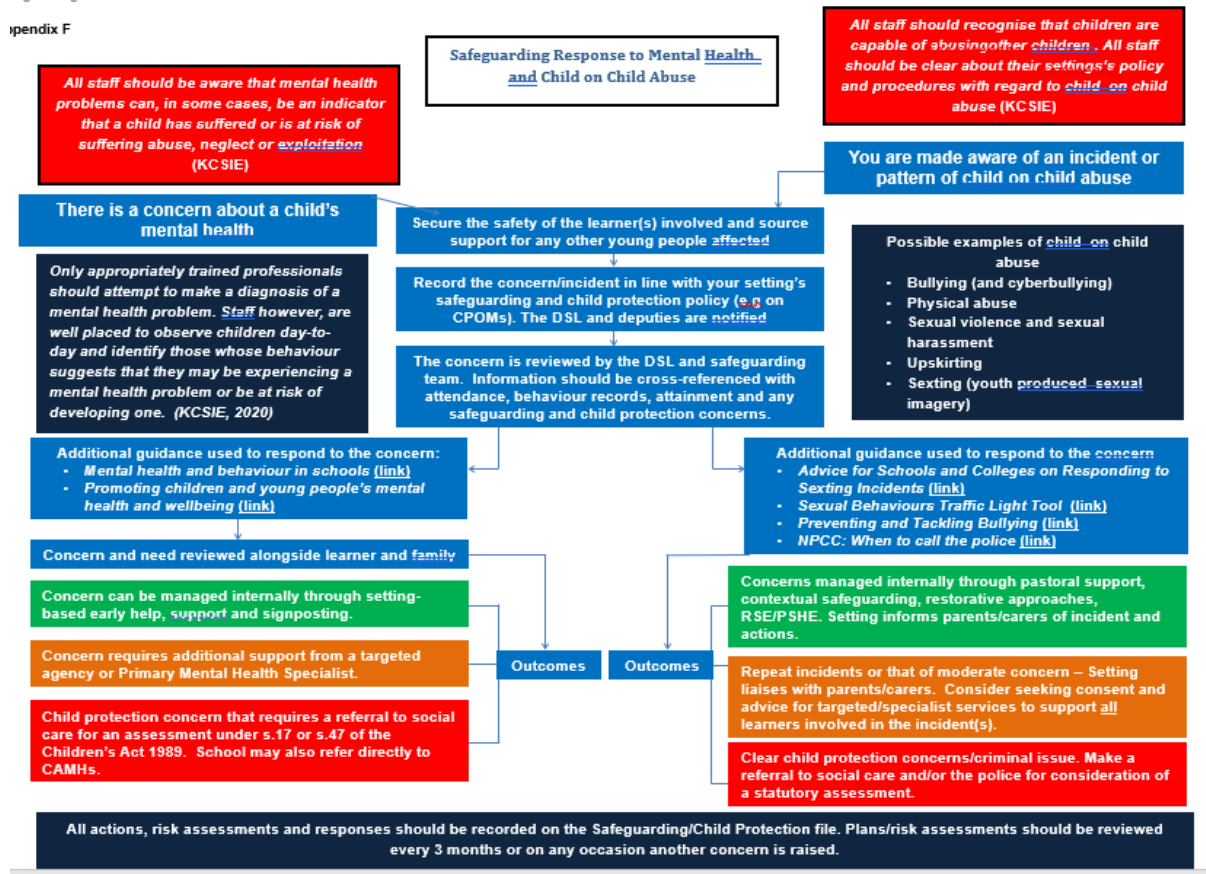 ppendix F
Safeguarding Response to Mental Health
and Child on Child Abuse
All staff should recognise that children are
capable of abusingother children . All staff
should be clear about their settings's policy
and procedures with regard to child on child
abuse (KCSIE)
All staff should be aware that mental health
problems can, in some cases, be an indicator
that a child has suffered or is at risk of
suffering abuse, neglect or exploitation
(KCSIE)
You are made aware of an incident or
pattern of child on child abuse
There is a concern about a child's
mental health
Secure the safety of the learner(s) involved and source
support for any other young people affected
Only appropriately trained professionals
should attempt to make a diagnosis of a
mental health problem. Staff however, are
well placed to observe children day-to-
day and identify those whose behaviour
suggests that they may be experiencing a
mental health problem or be at risk of
developing one. (KCSIE, 2020)
Record the concern/incident in line with your setting's
safeguarding and child protection policy (e.g on
CPOMs). The DSL and deputies are notified
Possible examples of child on child
abuse
• Bullying (and cyberbullying)
• Physical abuse
• Sexual violence and sexual
harassment
• Upskirting
• Sexting (youth produced sexual
imagery)
The concern is reviewed by the DSL and safeguarding
team. Information should be cross-referenced with
attendance, behaviour records, attainment and any
safeguarding and child protection concerns.
Additional guidance used to respond to the concern:
• Mental health and behaviour in schools (link)
• Promoting children and young people's mental
health and wellbeing (link)
Additional guidance used to respond to the concern
• Advice for Schools and Colleges on Responding to
Sexting Incidents (link)
• Sexual Behaviours Traffic Light Tool (link)
• Preventing and Tackling Bullying (link)
• NPCC: When to call the police (link)
Concern and need reviewed alongside learner and family
Concern can be managed internally through setting-
based early help, support and signposting.
Concern requires additional support from a targeted
agency or Primary Mental Health Specialist.
Child protection concern that requires a referral to social
care for an assessment under s.17 or s.47 of the
Children's Act 1989. School may also refer directly to
CAMHs.
Outcomes
Outcomes
Concerns managed internally through pastoral support,
contextual safeguarding, restorative approaches,
RSE/PSHE. Setting informs parents/carers of incident and
actions.
Repeat incidents or that of moderate concern – Setting
liaises with parents/carers. Consider seeking consent and
advice for targeted/specialist services to support all
learners involved in the incident(s).
Clear child protection concerns/criminal issue. Make a
referral to social care and/or the police for consideration of
a statutory assessment.
All actions, risk assessments and responses should be recorded on the Safeguarding/Child Protection file. Plans/risk assessments should be reviewed
every 3 months or on any occasion another concern is raised.